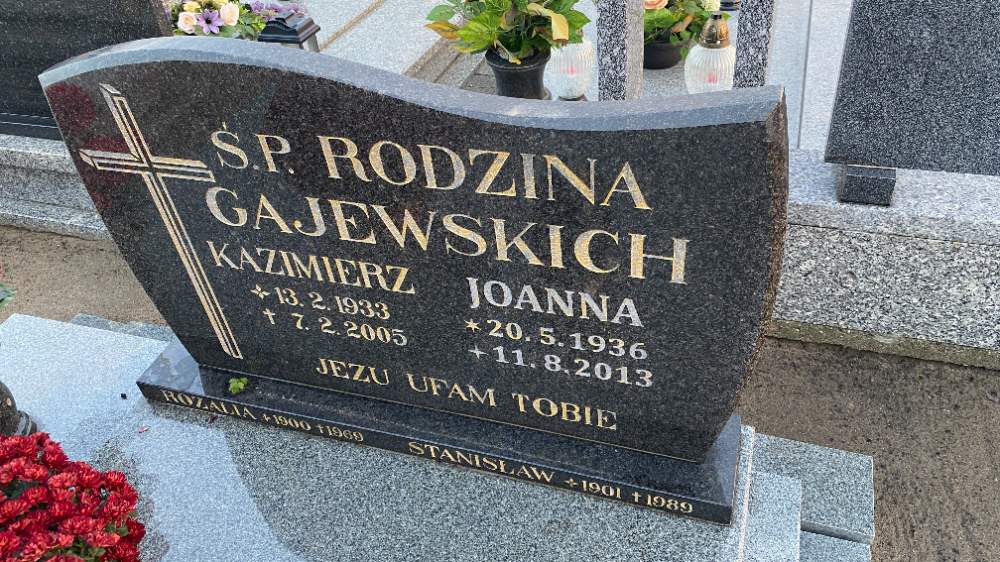 Ś.P. RODZINA
GAJEWSKICH
KAZIMIERZ
* 13. 2. 1933
† 7. 2. 2005
JOANNA
* 20. 5. 1936
+ 11. 8. 2013
JEZU UFAM TOBIE
ROZALIA * 1900 † 1969 STANISŁAW * 1901 † 1989